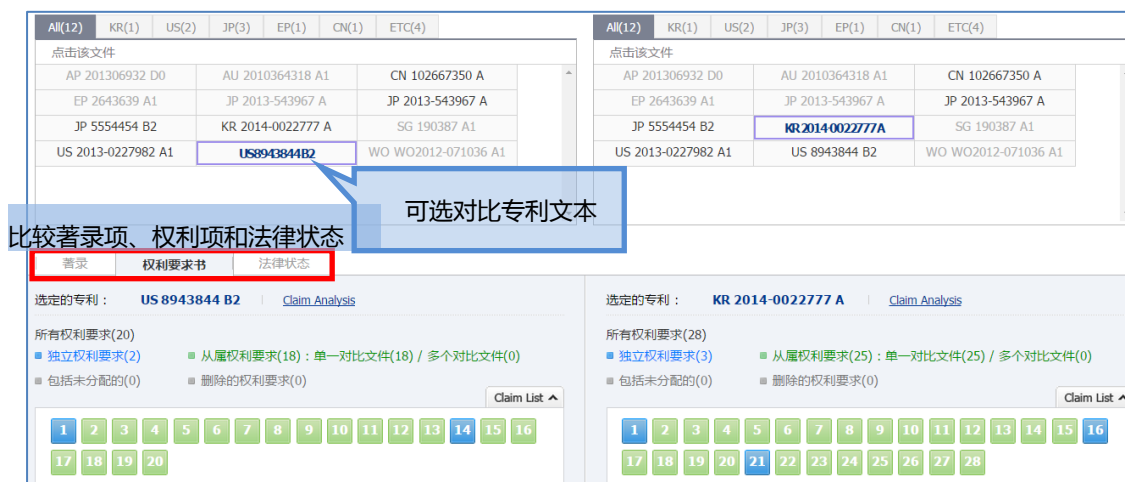 All(12) KR(1) US(2) JP(3) EP(1) CN(1) ETC(4)
点击该文件
AP 201306932 D0 AU 2010364318 A1 CN 102667350 A
EP 2643639 A1 JP 2013-543967 A JP 2013-543967 A
JP 5554454 B2 KR 2014-0022777 A SG 190387 A1
US 2013-0227982 A1 US8943844B2 WO WO2012-071036 A1
All(12) KR(1) US(2) JP(3) EP(1) CN(1) ETC(4)
点击该文件
AP 201306932 D0 AU 2010364318 A1 CN 102667350 A
EP 2643639 A1 JP 2013-543967 A JP 2013-543967 A
JP 5554454 B2 KR2014-0022777A SG 190387 A1
US 2013-0227982 A1 US 8943844 B2 WO WO2012-071036 A1
可选对比专利文本
比较著录项、权利项和法律状态
著录 权利要求书 法律状态
选定的专利： US 8943844 B2 Claim Analysis
所有权利要求(20)
独立权利要求(2) 从属权利要求(18)：单一对比文件(18) / 多个对比文件(0)
包括未分配的(0) 删除的权利要求(0)
Claim List
1 2 3 4 5 6 7 8 9 10 11 12 13 14 15 16
17 18 19 20
选定的专利： KR 2014-0022777 A Claim Analysis
所有权利要求(28)
独立权利要求(3) 从属权利要求(25)：单一对比文件(25) / 多个对比文件(0)
包括未分配的(0) 删除的权利要求(0)
Claim List
1 2 3 4 5 6 7 8 9 10 11 12 13 14 15 16
17 18 19 20 21 22 23 24 25 26 27 28